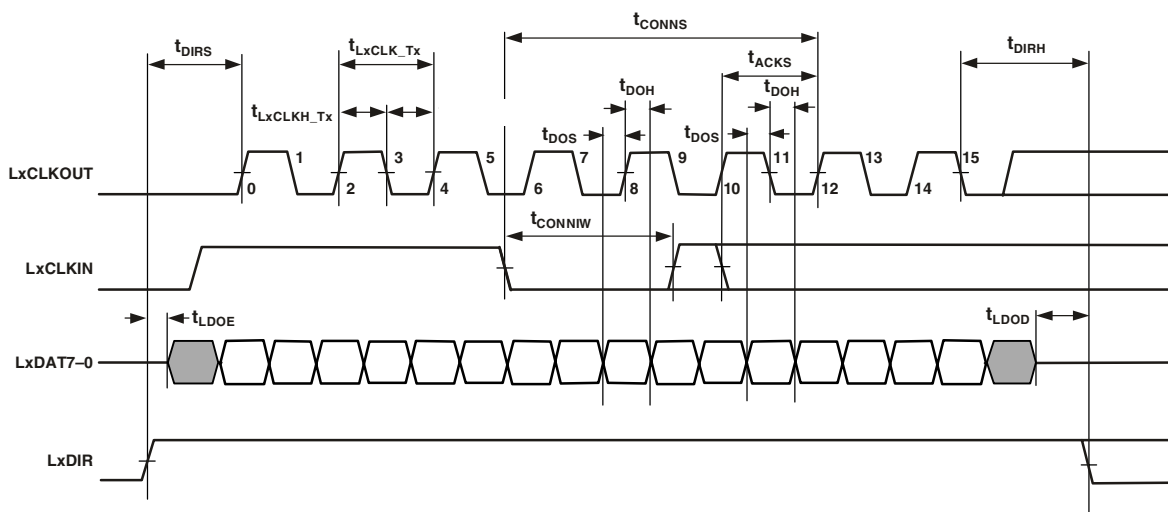 tCONNS
tDIRS
tLxCLK_Tx
tACKS
tDIRH
tLxCLKH_Tx
tDOH
tDOH
tDOS
tDOS
LxCLKOUT
1 3 5 7 9 11 13 15
0 2 4 6 8 10 12 14
tCONNIW
LxCLKIN
tLDOE
tLDOD
LxDAT7–0
LxDIR